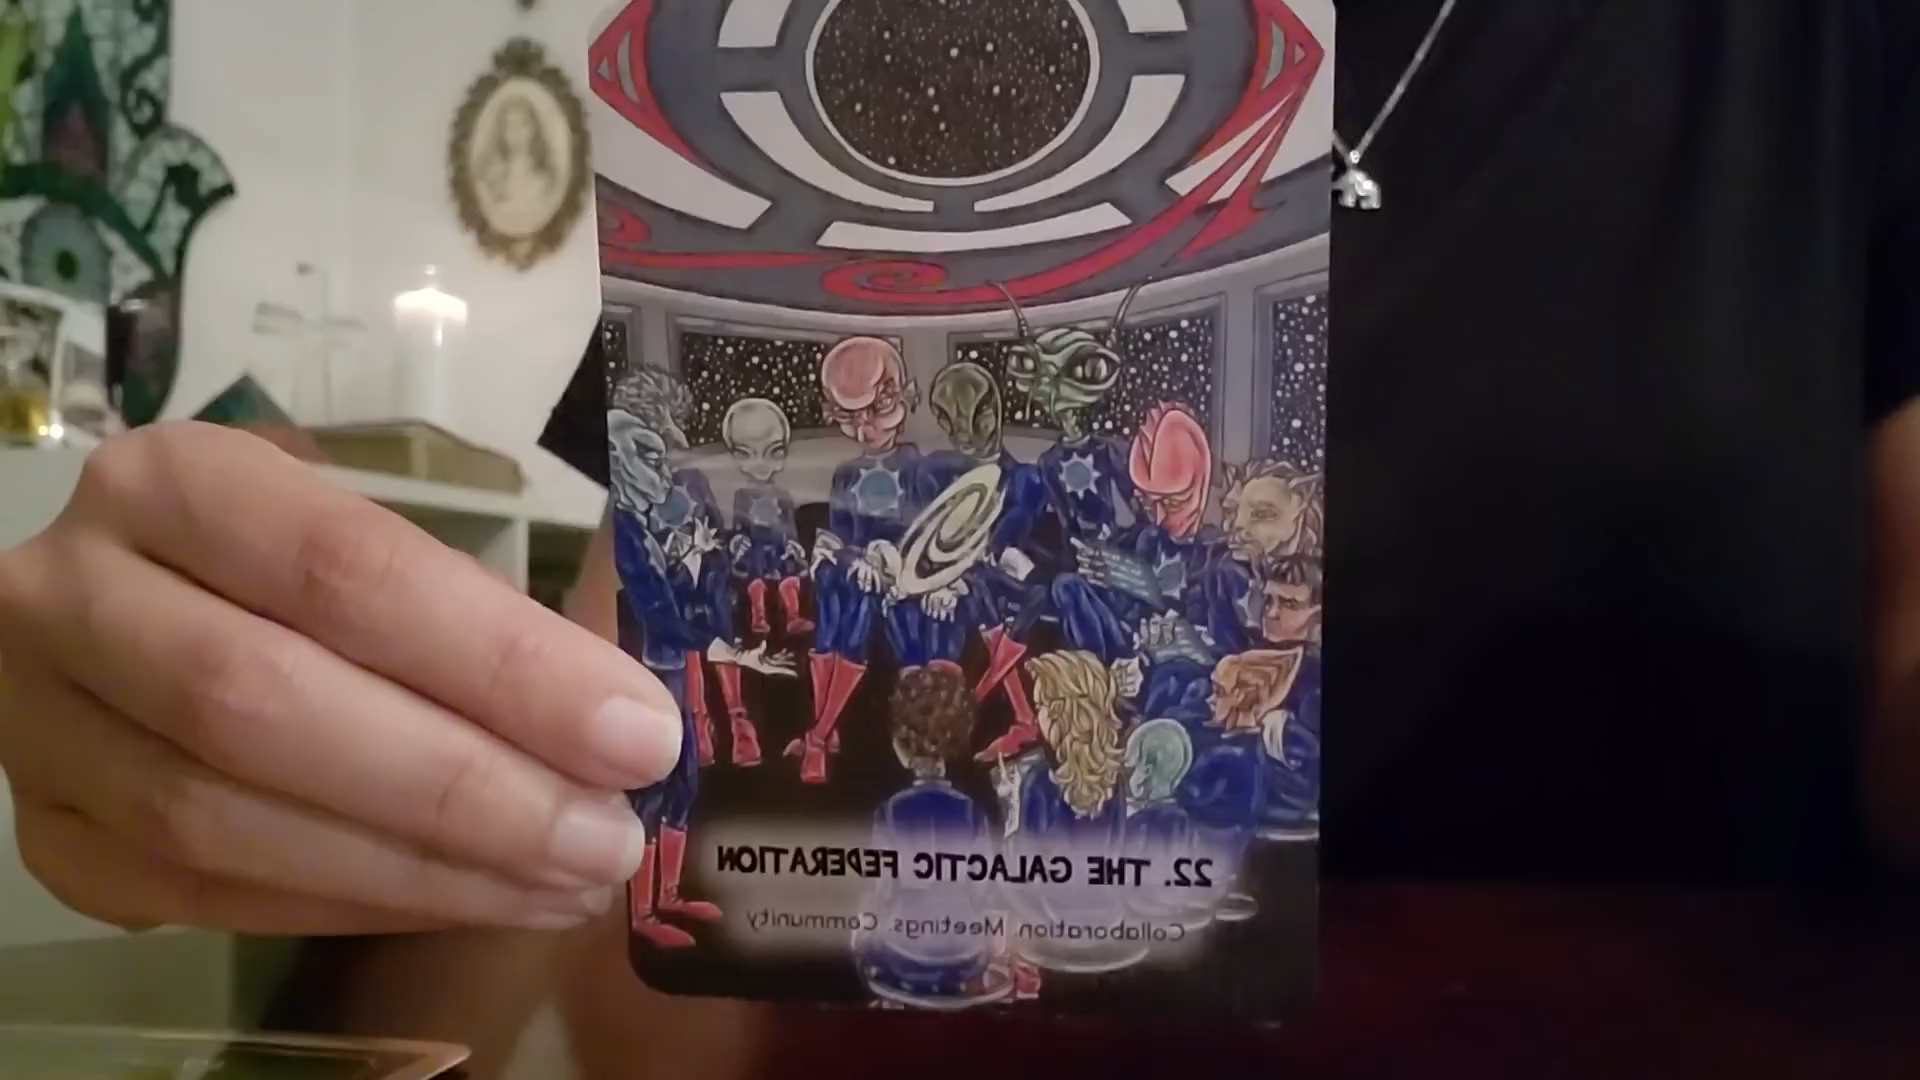 22. THE GALACTIC FEDERATION
Collaboration. Meetings. Community